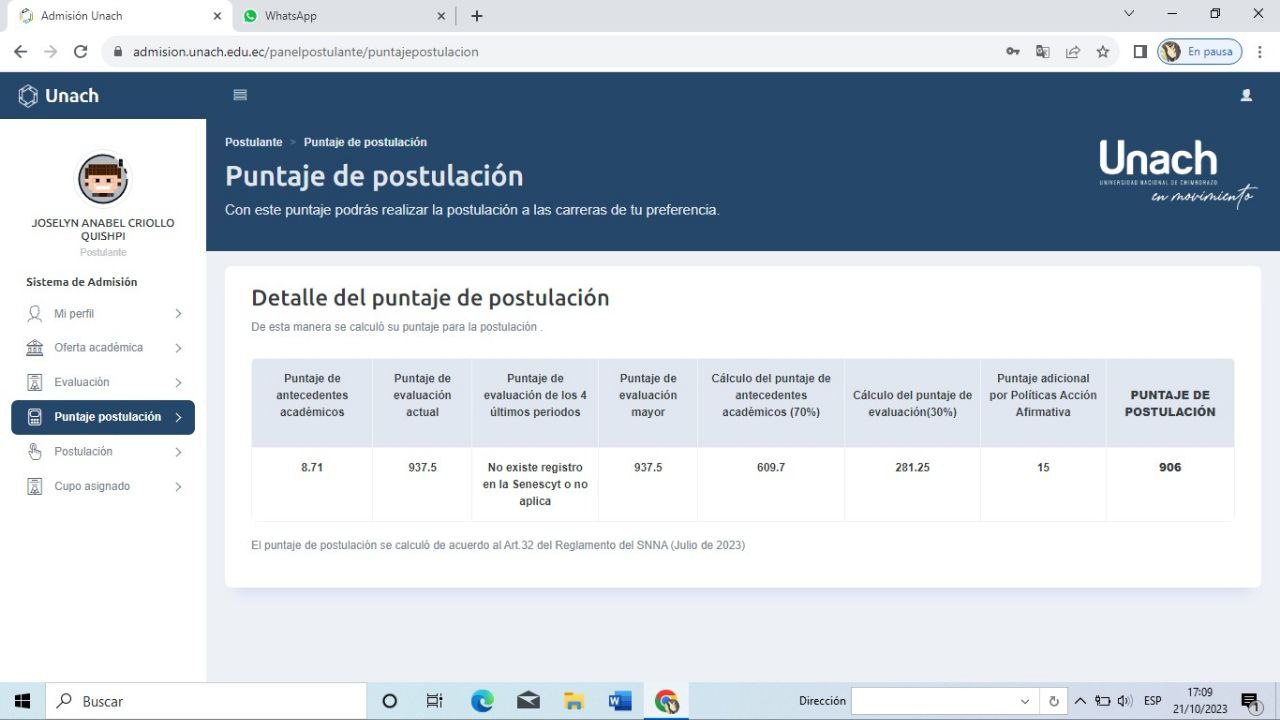 Admisión Unach
WhatsApp
admision.unach.edu.ec/panelpostulante/puntajepostulacion
En pausa
Unach
Postulante > Puntaje de postulación
Puntaje de postulación
Con este puntaje podrás realizar la postulación a las carreras de tu preferencia.
Unach
UNIVERSIDAD NACIONAL DE CHIMBORAZO
en movimiento
JOSELYN ANABEL CRIOLLO
QUISHPI
Postulante
Sistema de Admisión
Mi perfil
Oferta académica
Evaluación
Puntaje postulación
Postulación
Cupo asignado
Detalle del puntaje de postulación
De esta manera se calculó su puntaje para la postulación .
Puntaje de
antecedentes
académicos
Puntaje de
evaluación
actual
Puntaje de
evaluación de los 4
últimos periodos
Puntaje de
evaluación
mayor
Cálculo del puntaje de
antecedentes
académicos (70%)
Cálculo del puntaje de
evaluación(30%)
Puntaje adicional
por Políticas Acción
Afirmativa
PUNTAJE DE
POSTULACIÓN
8.71
937.5
No existe registro
en la Senescyt o no
aplica
937.5
609.7
281.25
15
906
El puntaje de postulación se calculó de acuerdo al Art.32 del Reglamento del SNNA (Julio de 2023)
Buscar
Dirección
ESP
17:09
21/10/2023
1